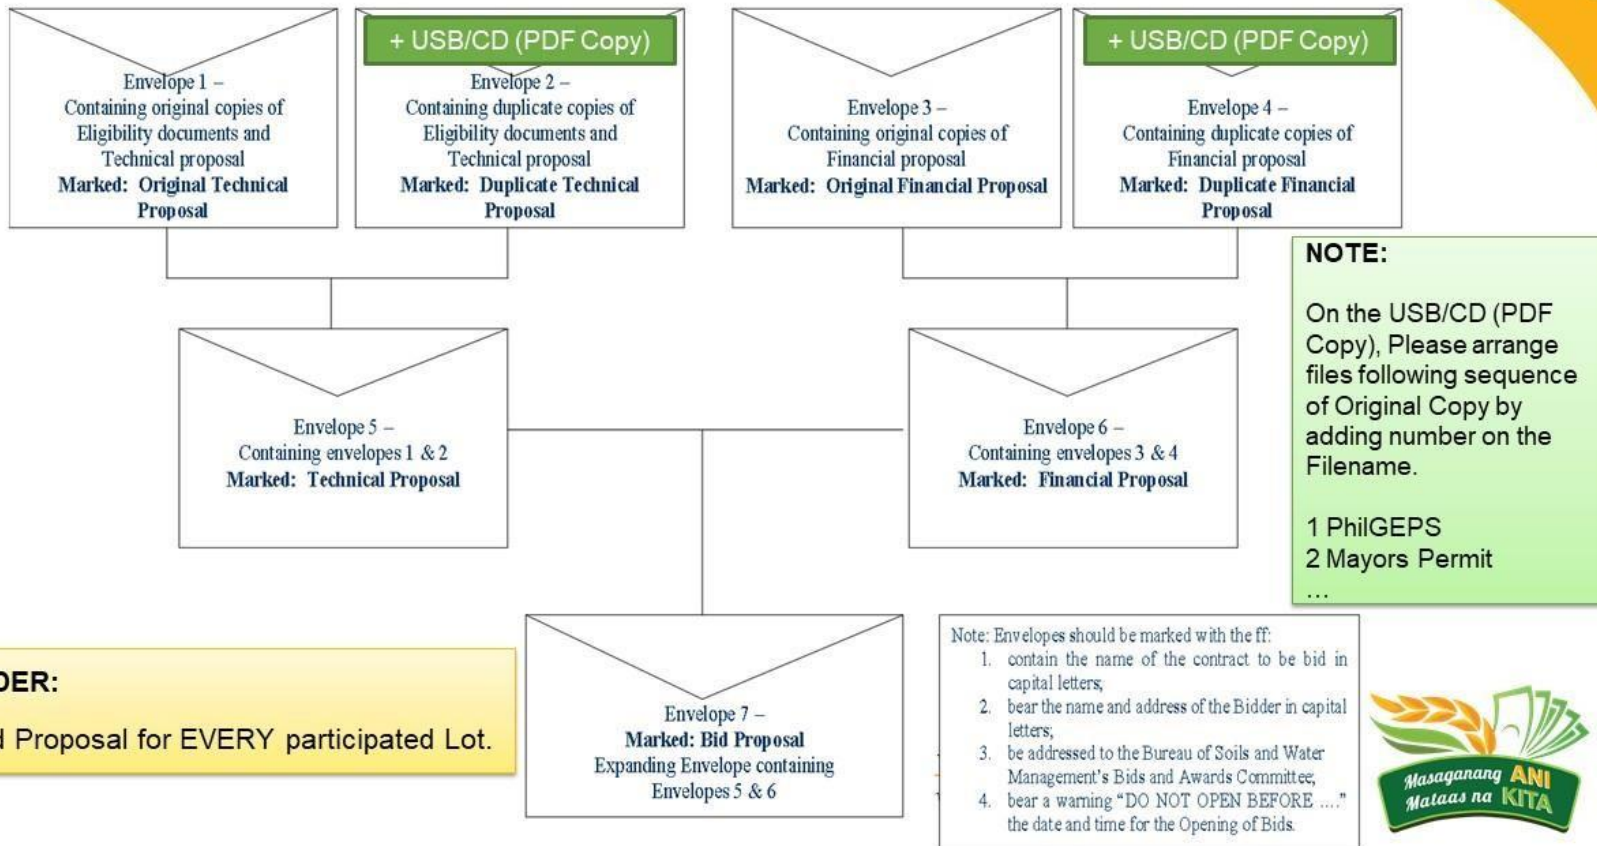 + USB/CD (PDF Copy)
+ USB/CD (PDF Copy)
Envelope 1 –
Containing original copies of
Eligibility documents and
Technical proposal
Marked: Original Technical
Proposal
Envelope 2 –
Containing duplicate copies of
Eligibility documents and
Technical proposal
Marked: Duplicate Technical
Proposal
Envelope 3 –
Containing original copies of
Financial proposal
Marked: Original Financial Proposal
Envelope 4 –
Containing duplicate copies of
Financial proposal
Marked: Duplicate Financial
Proposal
NOTE:
On the USB/CD (PDF
Copy), Please arrange
files following sequence
of Original Copy by
adding number on the
Filename.
1 PhilGEPS
2 Mayors Permit
...
Envelope 5 –
Containing envelopes 1 & 2
Marked: Technical Proposal
Envelope 6 –
Containing envelopes 3 & 4
Marked: Financial Proposal
DER:
Proposal for EVERY participated Lot.
Envelope 7 –
Marked: Bid Proposal
Expanding Envelope containing
Envelopes 5 & 6
Note: Envelopes should be marked with the ff:
1. contain the name of the contract to be bid in
capital letters;
2. bear the name and address of the Bidder in capital
letters;
3. be addressed to the Bureau of Soils and Water
Management's Bids and Awards Committee;
4. bear a warning "DO NOT OPEN BEFORE ...."
the date and time for the Opening of Bids.
Masaganang ANI
Mataas na KITA